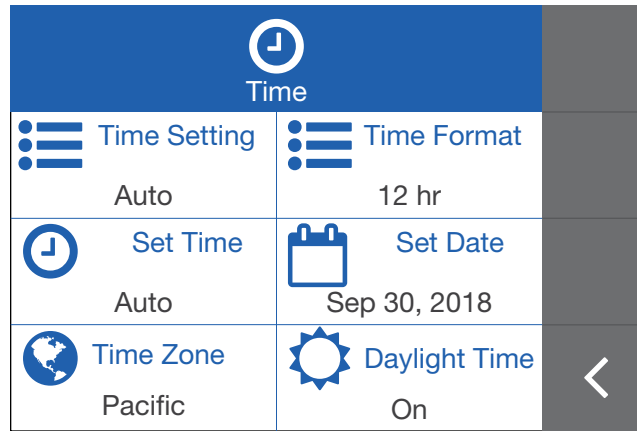 Time
Time Setting
Auto
Time Format
12 hr
Set Time
Auto
Set Date
Sep 30, 2018
Time Zone
Pacific
Daylight Time
On